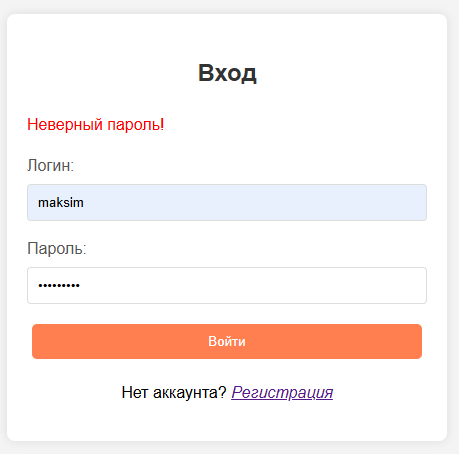 Вход
Неверный пароль!
Логин:
maksim
Пароль:
•••••••••
Войти
Нет аккаунта? Регистрация